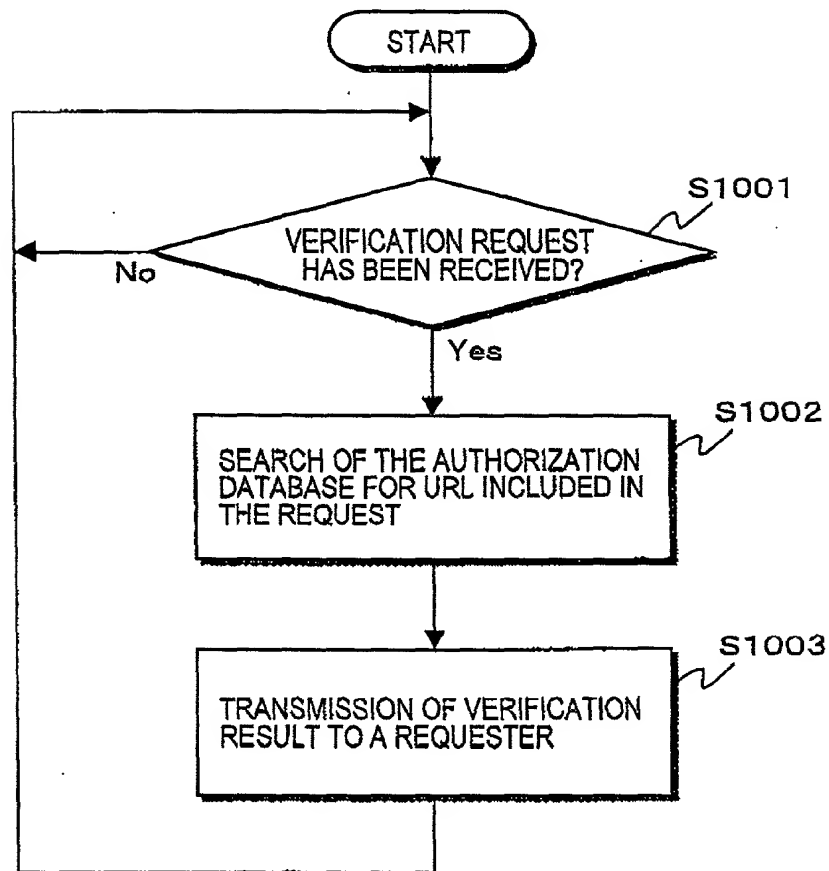 START
S1001
VERIFICATION REQUEST
HAS BEEN RECEIVED?
No
Yes
S1002
SEARCH OF THE AUTHORIZATION
DATABASE FOR URL INCLUDED IN
THE REQUEST
S1003
TRANSMISSION OF VERIFICATION
RESULT TO A REQUESTER